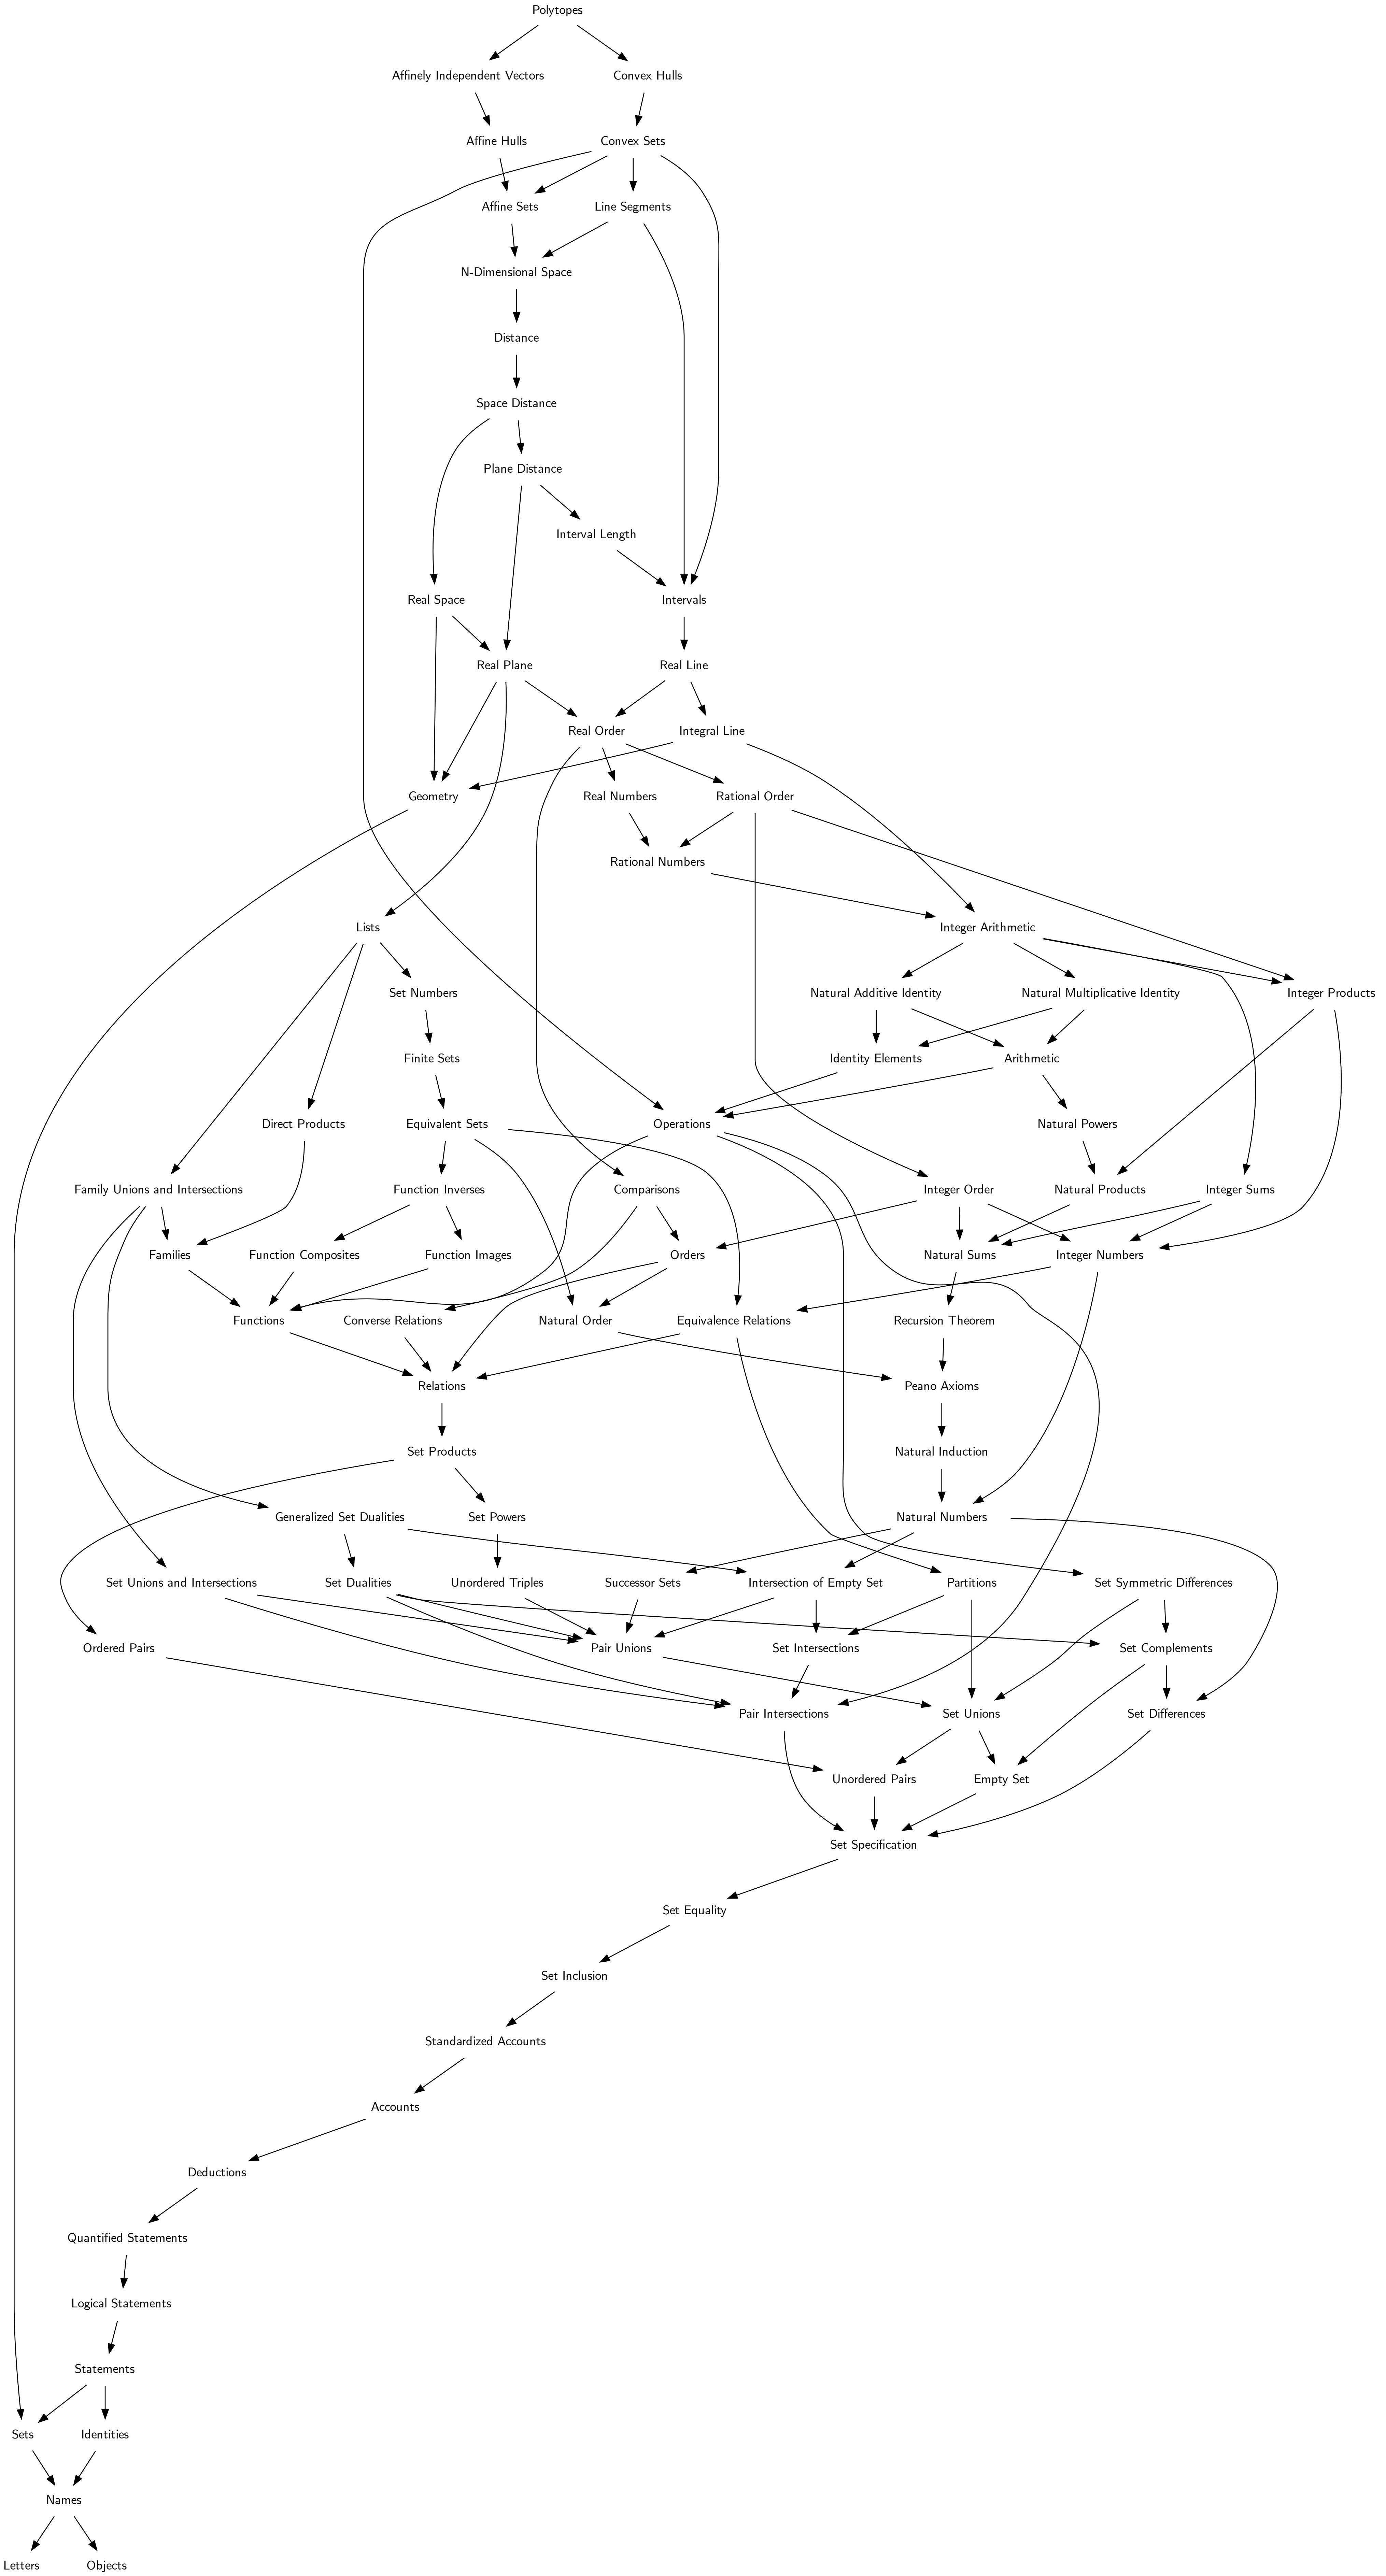 Polytopes
Affinely Independent Vectors
Convex Hulls
Affine Hulls
Convex Sets
Affine Sets
Line Segments
N-Dimensional Space
Distance
Space Distance
Plane Distance
Interval Length
Real Space
Intervals
Real Plane
Real Line
Real Order
Integral Line
Geometry
Real Numbers
Rational Order
Rational Numbers
Lists
Integer Arithmetic
Set Numbers
Natural Additive Identity
Natural Multiplicative Identity
Integer Products
Finite Sets
Identity Elements
Arithmetic
Direct Products
Equivalent Sets
Operations
Natural Powers
Family Unions and Intersections
Function Inverses
Comparisons
Integer Order
Natural Products
Integer Sums
Families
Function Composites
Function Images
Orders
Natural Sums
Integer Numbers
Functions
Converse Relations
Natural Order
Equivalence Relations
Recursion Theorem
Relations
Peano Axioms
Set Products
Natural Induction
Generalized Set Dualities
Set Powers
Natural Numbers
Set Unions and Intersections
Set Dualities
Unordered Triples
Successor Sets
Intersection of Empty Set
Partitions
Set Symmetric Differences
Ordered Pairs
Pair Unions
Set Intersections
Set Complements
Pair Intersections
Set Unions
Set Differences
Unordered Pairs
Empty Set
Set Specification
Set Equality
Set Inclusion
Standardized Accounts
Accounts
Deductions
Quantified Statements
Logical Statements
Statements
Sets
Identities
Names
Letters
Objects